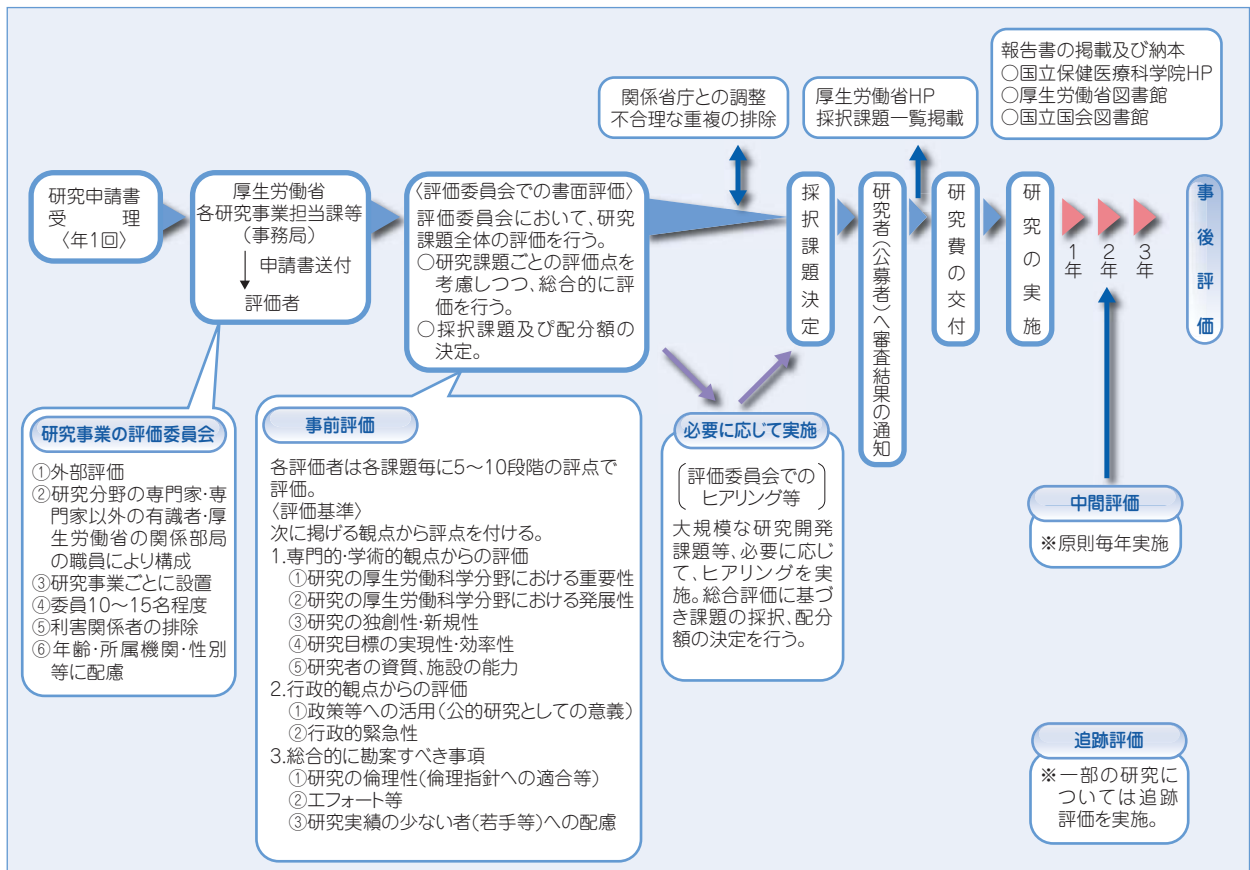 研究申請書
受　　　理
〈年1回〉
厚生労働省
各研究事業担当課等
（事務局）
申請書送付
評価者
〈評価委員会での書面評価〉
評価委員会において、研究
課題全体の評価を行う。
○研究課題ごとの評価点を
考慮しつつ、総合的に評
価を行う。
○採択課題及び配分額の
決定。
関係省庁との調整
不合理な重複の排除
採択課題決定
厚生労働省HP
採択課題一覧掲載
研究者（公募者）へ審査結果の通知
研究費の交付
研究の実施
報告書の掲載及び納本
○国立保健医療科学院HP
○厚生労働省図書館
○国立国会図書館
1年
2年
3年
事後評価
研究事業の評価委員会
①外部評価
②研究分野の専門家・専
門家以外の有識者・厚
生労働省の関係部局
の職員により構成
③研究事業ごとに設置
④委員10～15名程度
⑤利害関係者の排除
⑥年齢・所属機関・性別
等に配慮
事前評価
各評価者は各課題毎に5～10段階の評点で
評価。
〈評価基準〉
次に掲げる観点から評点を付ける。
1.専門的・学術的観点からの評価
①研究の厚生労働科学分野における重要性
②研究の厚生労働科学分野における発展性
③研究の独創性・新規性
④研究目標の実現性・効率性
⑤研究者の資質、施設の能力
2.行政的観点からの評価
①政策等への活用（公的研究としての意義）
②行政的緊急性
3.総合的に勘案すべき事項
①研究の倫理性（倫理指針への適合等）
②エフォート等
③研究実績の少ない者（若手等）への配慮
必要に応じて実施
（評価委員会での
ヒアリング等）
大規模な研究開発
課題等、必要に応じ
て、ヒアリングを実
施。総合評価に基づ
き課題の採択、配分
額の決定を行う。
中間評価
※原則毎年実施
追跡評価
※一部の研究に
ついては追跡
評価を実施。